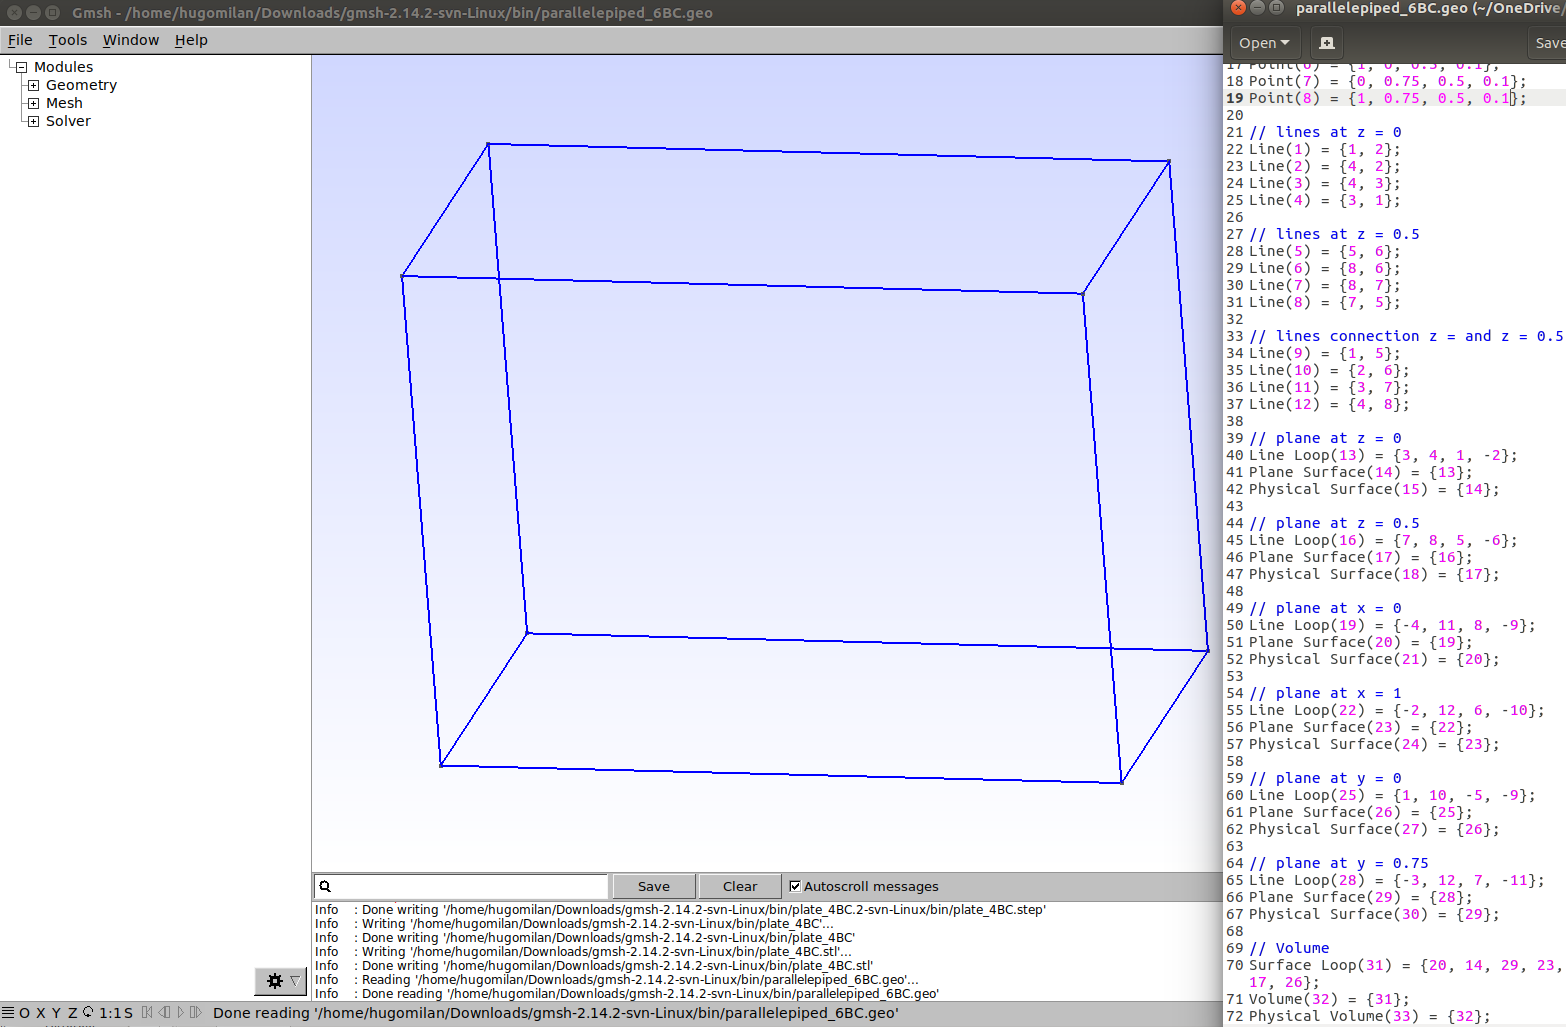 Gmsh - /home/hugomilan/Downloads/gmsh-2.14.2-svn-Linux/bin/parallelepiped_6BC.geo
File Tools Window Help
Modules
Geometry
Mesh
Solver
Save Clear Autoscroll messages
Info : Done writing '/home/hugomilan/Downloads/gmsh-2.14.2-svn-Linux/bin/plate_4BC.2-svn-Linux/bin/plate_4BC.step'
Info : Writing '/home/hugomilan/Downloads/gmsh-2.14.2-svn-Linux/bin/plate_4BC'...
Info : Done writing '/home/hugomilan/Downloads/gmsh-2.14.2-svn-Linux/bin/plate_4BC'
Info : Writing '/home/hugomilan/Downloads/gmsh-2.14.2-svn-Linux/bin/plate_4BC.stl'...
Info : Done writing '/home/hugomilan/Downloads/gmsh-2.14.2-svn-Linux/bin/plate_4BC.stl'
Info : Reading '/home/hugomilan/Downloads/gmsh-2.14.2-svn-Linux/bin/parallelepiped_6BC.geo'...
Info : Done reading '/home/hugomilan/Downloads/gmsh-2.14.2-svn-Linux/bin/parallelepiped_6BC.geo'
O X Y Z 1:1 S Done reading '/home/hugomilan/Downloads/gmsh-2.14.2-svn-Linux/bin/parallelepiped_6BC.geo'
parallelepiped_6BC.geo (~/OneDrive/
Open Save
17 Point(6) = {1, 0, 0.5, 0.1};
18 Point(7) = {0, 0.75, 0.5, 0.1};
19 Point(8) = {1, 0.75, 0.5, 0.1};
20
21 // lines at z = 0
22 Line(1) = {1, 2};
23 Line(2) = {4, 2};
24 Line(3) = {4, 3};
25 Line(4) = {3, 1};
26
27 // lines at z = 0.5
28 Line(5) = {5, 6};
29 Line(6) = {8, 6};
30 Line(7) = {8, 7};
31 Line(8) = {7, 5};
32
33 // lines connection z = and z = 0.5
34 Line(9) = {1, 5};
35 Line(10) = {2, 6};
36 Line(11) = {3, 7};
37 Line(12) = {4, 8};
38
39 // plane at z = 0
40 Line Loop(13) = {3, 4, 1, -2};
41 Plane Surface(14) = {13};
42 Physical Surface(15) = {14};
43
44 // plane at z = 0.5
45 Line Loop(16) = {7, 8, 5, -6};
46 Plane Surface(17) = {16};
47 Physical Surface(18) = {17};
48
49 // plane at x = 0
50 Line Loop(19) = {-4, 11, 8, -9};
51 Plane Surface(20) = {19};
52 Physical Surface(21) = {20};
53
54 // plane at x = 1
55 Line Loop(22) = {-2, 12, 6, -10};
56 Plane Surface(23) = {22};
57 Physical Surface(24) = {23};
58
59 // plane at y = 0
60 Line Loop(25) = {1, 10, -5, -9};
61 Plane Surface(26) = {25};
62 Physical Surface(27) = {26};
63
64 // plane at y = 0.75
65 Line Loop(28) = {-3, 12, 7, -11};
66 Plane Surface(29) = {28};
67 Physical Surface(30) = {29};
68
69 // Volume
70 Surface Loop(31) = {20, 14, 29, 23,
17, 26};
71 Volume(32) = {31};
72 Physical Volume(33) = {32};